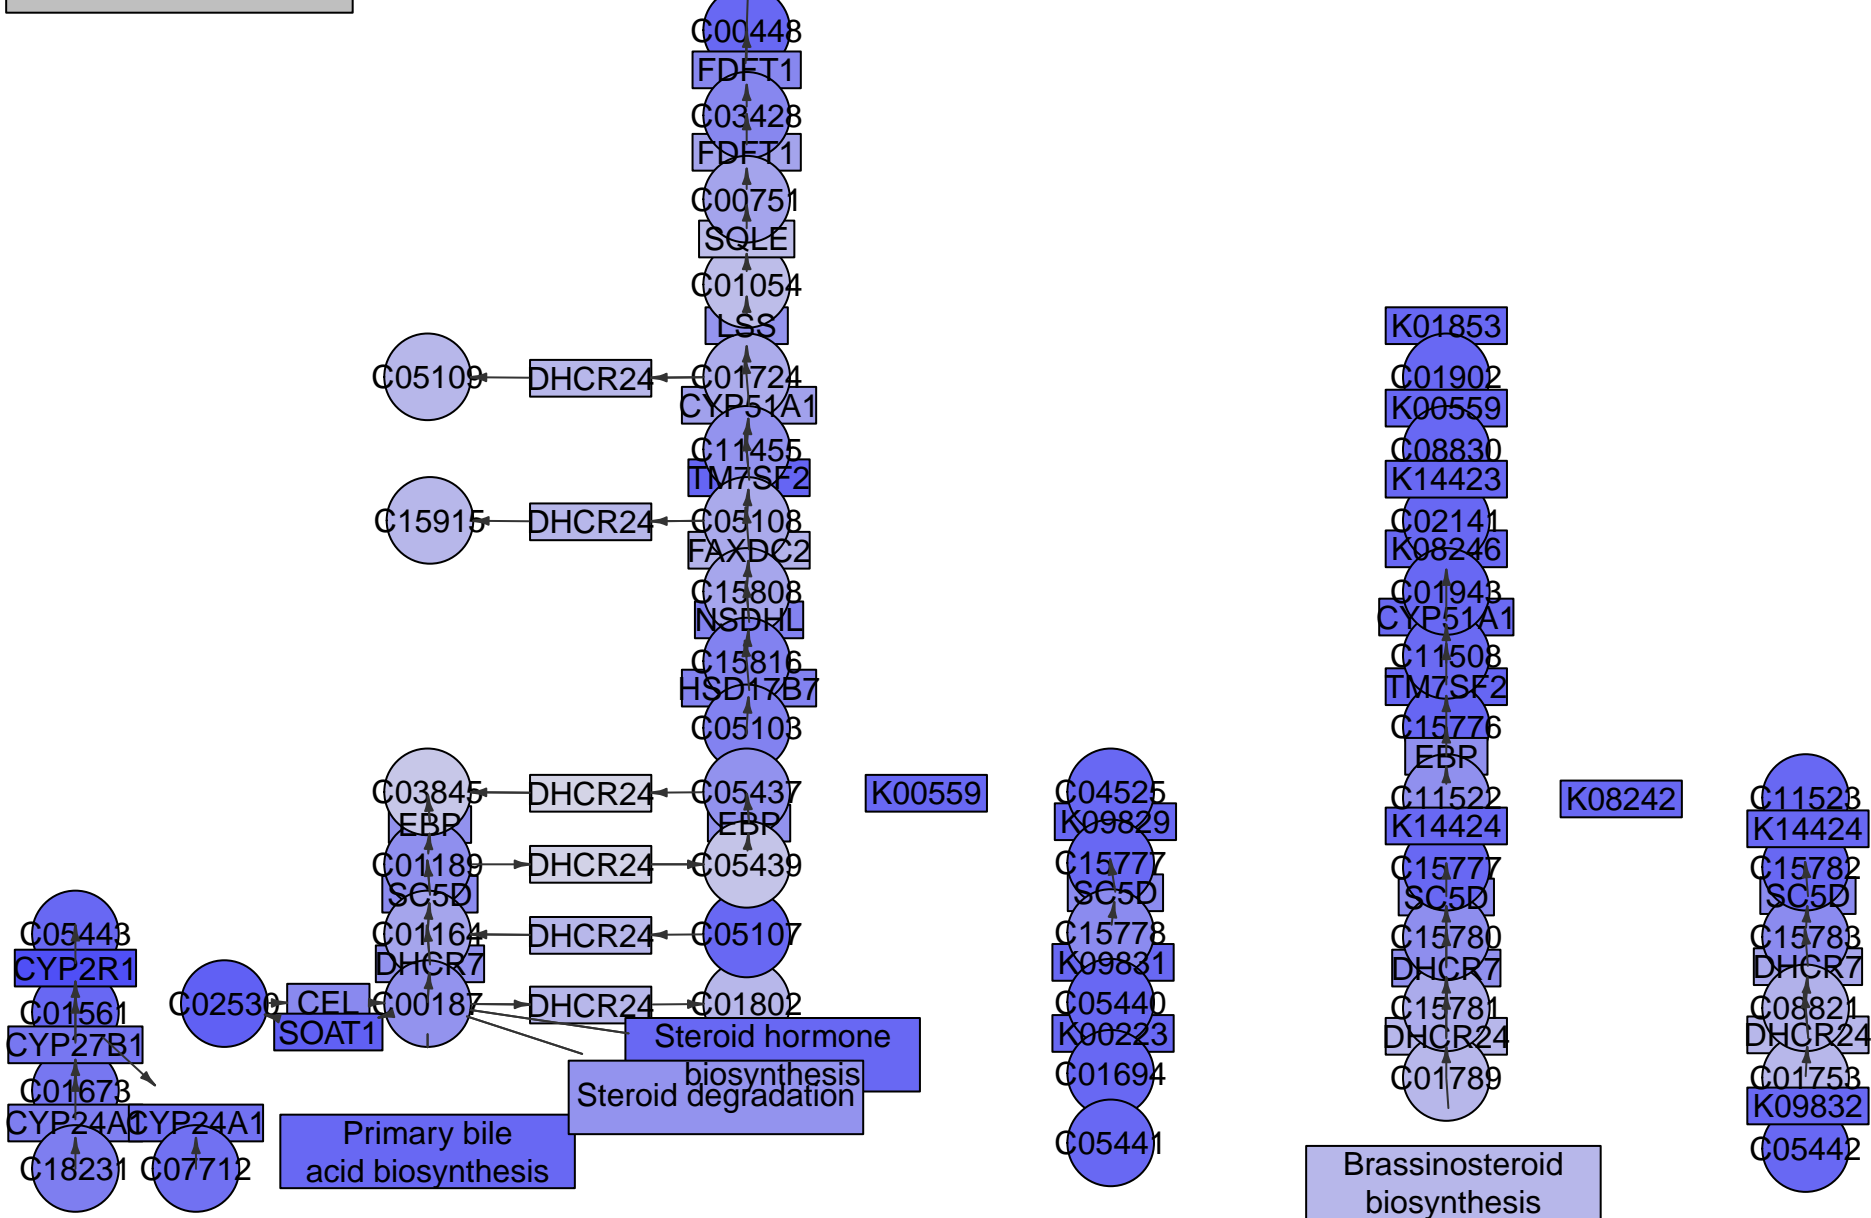 C00448
FDFT1
C03428
FDFT1
C00751
SQLE
C01054
LSS
C05109
DHCR24
C01724
CYP51A1
C11455
TM7SF2
C15915
DHCR24
C05108
FAXDC2
C15808
NSDHL
C15816
HSD17B7
C05103
C03845
DHCR24
C05437
EBP
EBP
C01189
DHCR24
C05439
SC5D
C01164
DHCR24
C05107
DHCR7
C02530
CEL
C00187
DHCR24
C01802
SOAT1
C05443
CYP2R1
C01561
CYP27B1
C01673
CYP24A1
CYP24A1
C18231
C07712
Steroid hormone
biosynthesis
Steroid degradation
Primary bile
acid biosynthesis
K00559
C04525
K09829
C15777
SC5D
C15778
K09831
C05440
K00223
C01694
C05441
K01853
C01902
K00559
C08830
K14423
C02141
K08246
C01943
CYP51A1
C11508
TM7SF2
C15776
EBP
C11522
K14424
C15777
SC5D
C15780
DHCR7
C15781
DHCR24
C01789
Brassinosteroid
biosynthesis
K08242
C11523
K14424
C15782
SC5D
C15783
DHCR7
C08821
DHCR24
C01753
K09832
C05442